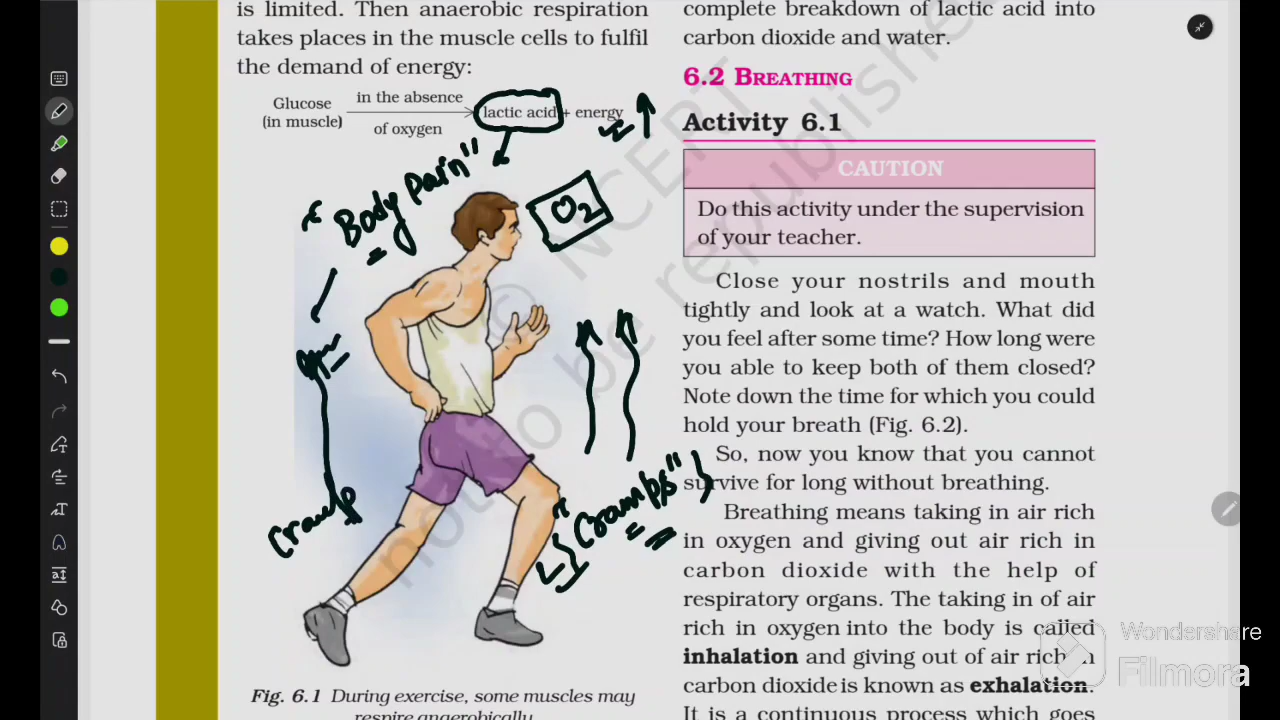 is limited. Then anaerobic respiration
takes places in the muscle cells to fulfil
the demand of energy:
Glucose
(in muscle)
in the absence
of oxygen
lactic acid + energy
"Body Pain"
O2
Cramp
"Cramps"
Fig. 6.1 During exercise, some muscles may
respire anaerobically
complete breakdown of lactic acid into
carbon dioxide and water.
6.2 BREATHING
Activity 6.1
CAUTION
Do this activity under the supervision
of your teacher.
Close your nostrils and mouth
tightly and look at a watch. What did
you feel after some time? How long were
you able to keep both of them closed?
Note down the time for which you could
hold your breath (Fig. 6.2).
So, now you know that you cannot
survive for long without breathing.
Breathing means taking in air rich
in oxygen and giving out air rich in
carbon dioxide with the help of
respiratory organs. The taking in of air
rich in oxygen into the body is called
inhalation and giving out of air rich in
carbon dioxide is known as exhalation.
It is a continuous process which goes
© NCERT
not to be republished
Wondershare
Filmora